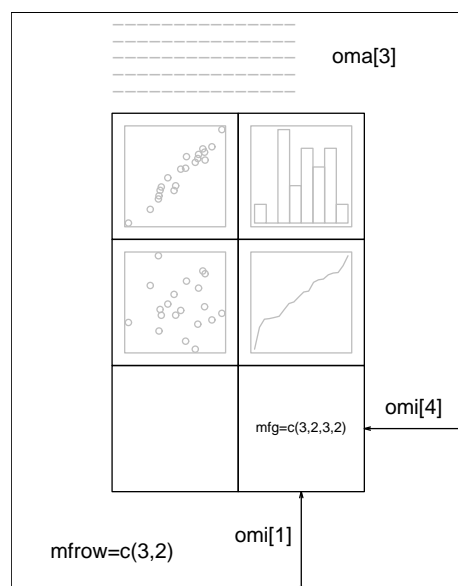 oma[3]
mfg=c(3,2,3,2)
omi[4]
omi[1]
mfrow=c(3,2)